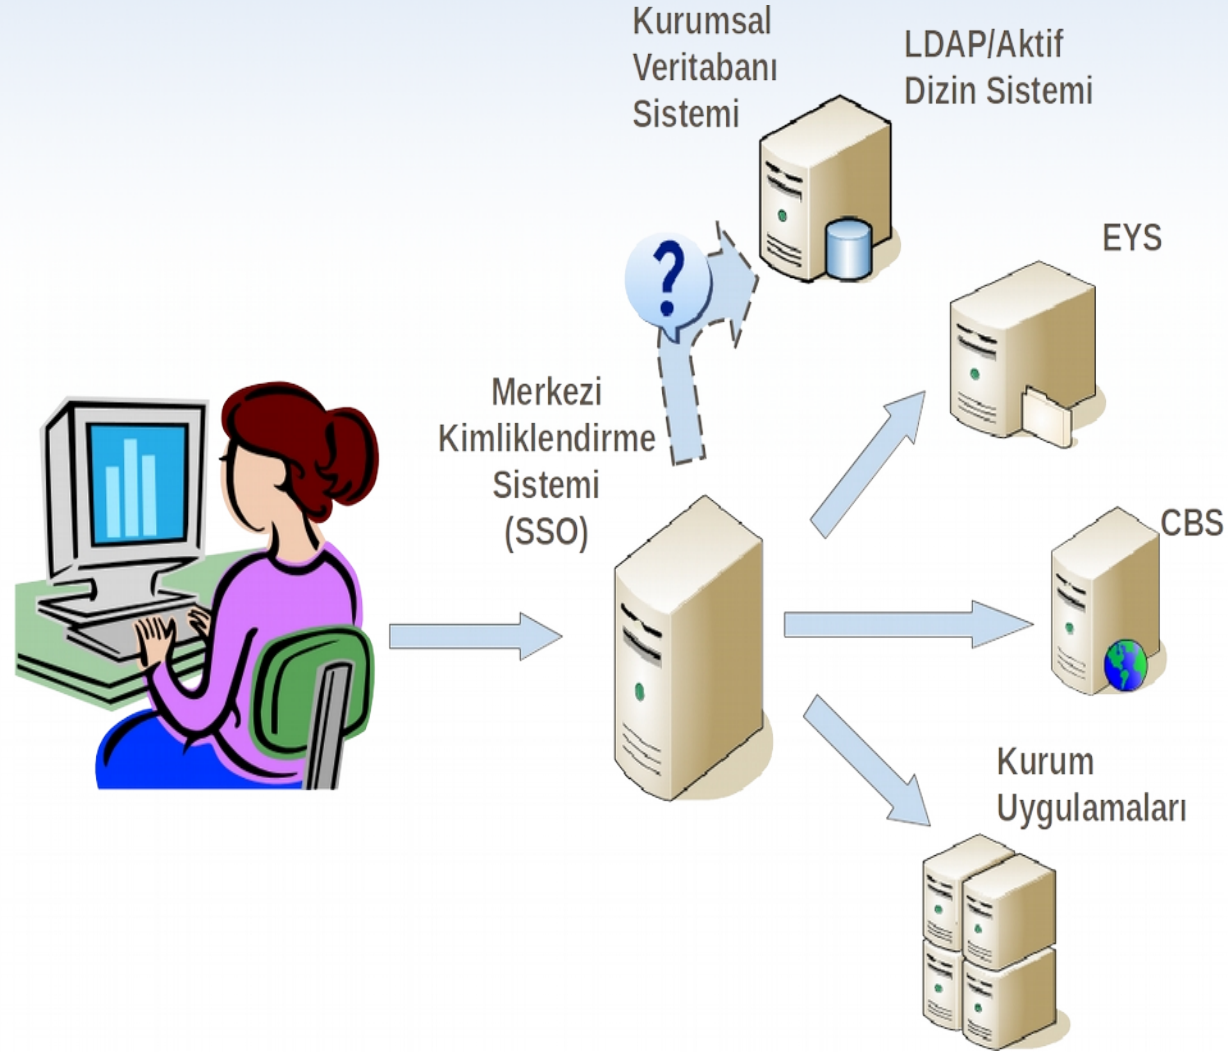 Kurumsal
Veritabanı
Sistemi
LDAP/Aktif
Dizin Sistemi
EYS
?
Merkezi
Kimliklendirme
Sistemi
(SSO)
CBS
Kurum
Uygulamaları